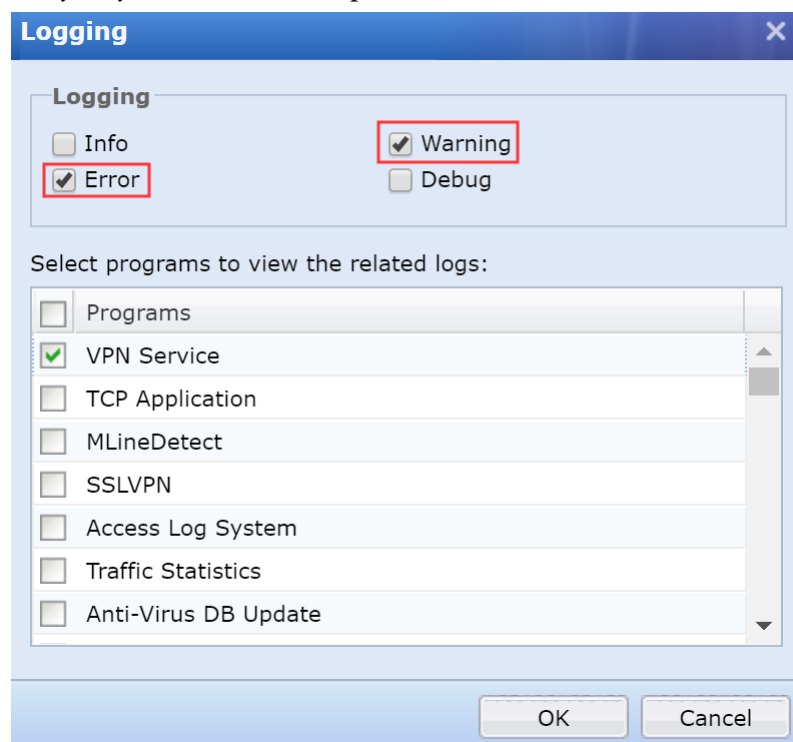 Logging
Logging
Info Warning
Error Debug
Select programs to view the related logs:
Programs
VPN Service
TCP Application
MLineDetect
SSLVPN
Access Log System
Traffic Statistics
Anti-Virus DB Update
OK Cancel